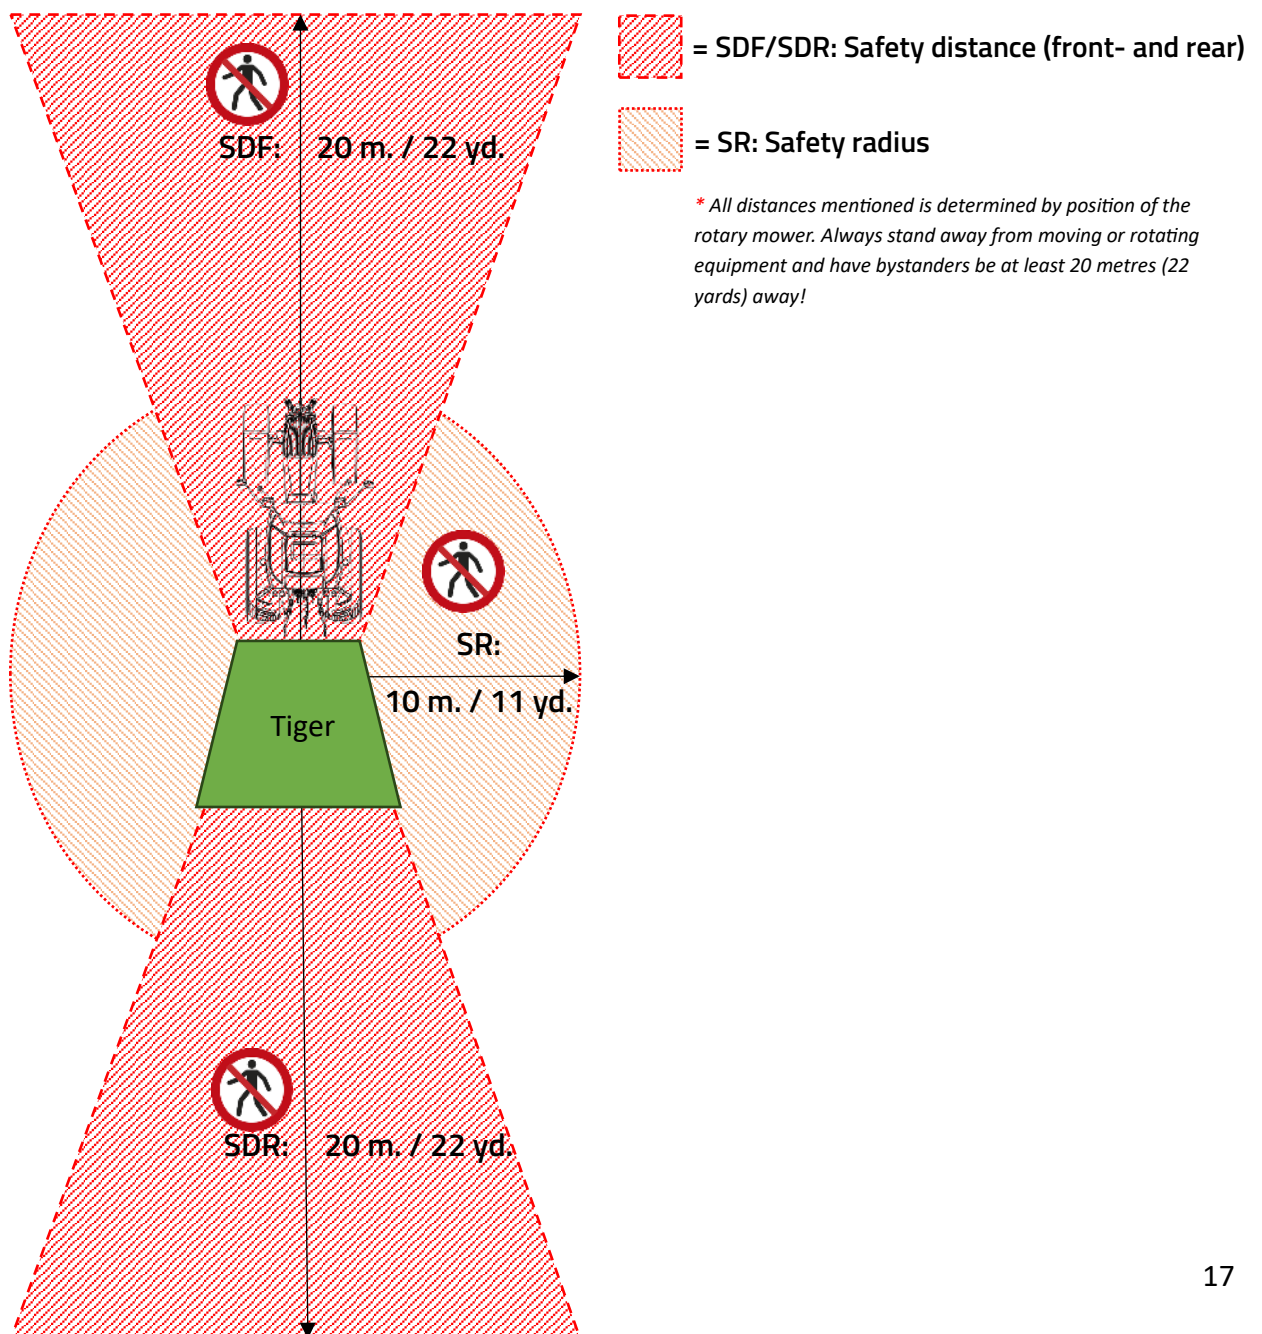 = SDF/SDR: Safety distance (front- and rear)
SDF: 20 m. / 22 yd.
= SR: Safety radius
* All distances mentioned is determined by position of the
rotary mower. Always stand away from moving or rotating
equipment and have bystanders be at least 20 metres (22
yards) away!
SR:
10 m. / 11 yd.
Tiger
SDR: 20 m. / 22 yd.
17